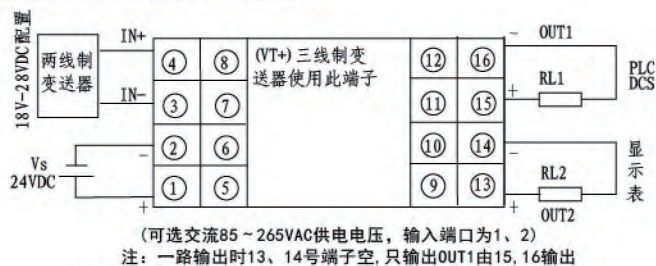 18V-28VDC配置
两线制
变送器
IN+
IN-
Vs
24VDC
-
+
④
⑧
③
⑦
②
⑥
①
⑤
(VT+) 三线制变
送器使用此端子
⑫
⑯
⑪
⑮
⑩
⑭
⑨
⑬
-
OUT1
+
RL1
PLC
DCS
-
RL2
+
OUT2
显
示
表
(可选交流85~265VAC供电电压, 输入端口为1、2)
注: 一路输出时13、14号端子空,只输出OUT1由15,16输出